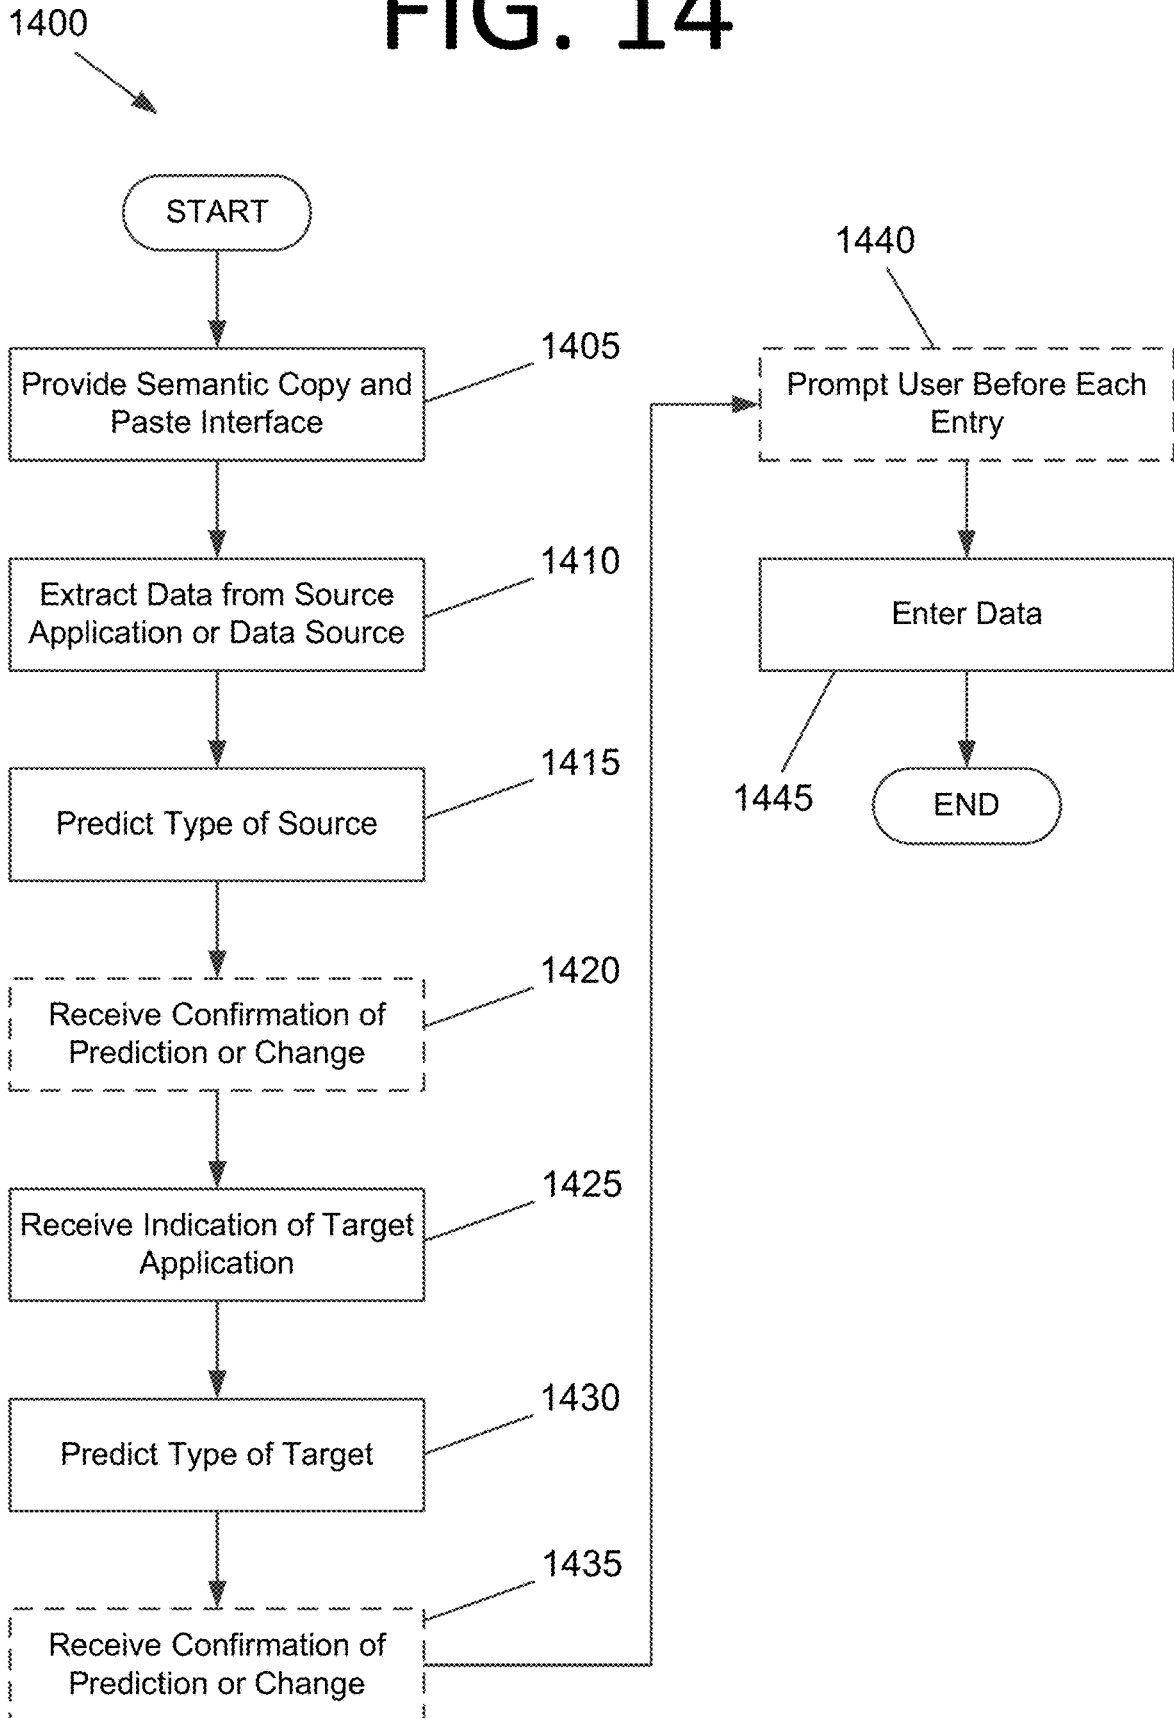 FIG. 14
1400
START
1405
Provide Semantic Copy and
Paste Interface
1410
Extract Data from Source
Application or Data Source
1415
Predict Type of Source
1420
Receive Confirmation of
Prediction or Change
1425
Receive Indication of Target
Application
1430
Predict Type of Target
1435
Receive Confirmation of
Prediction or Change
1440
Prompt User Before Each
Entry
Enter Data
1445
END